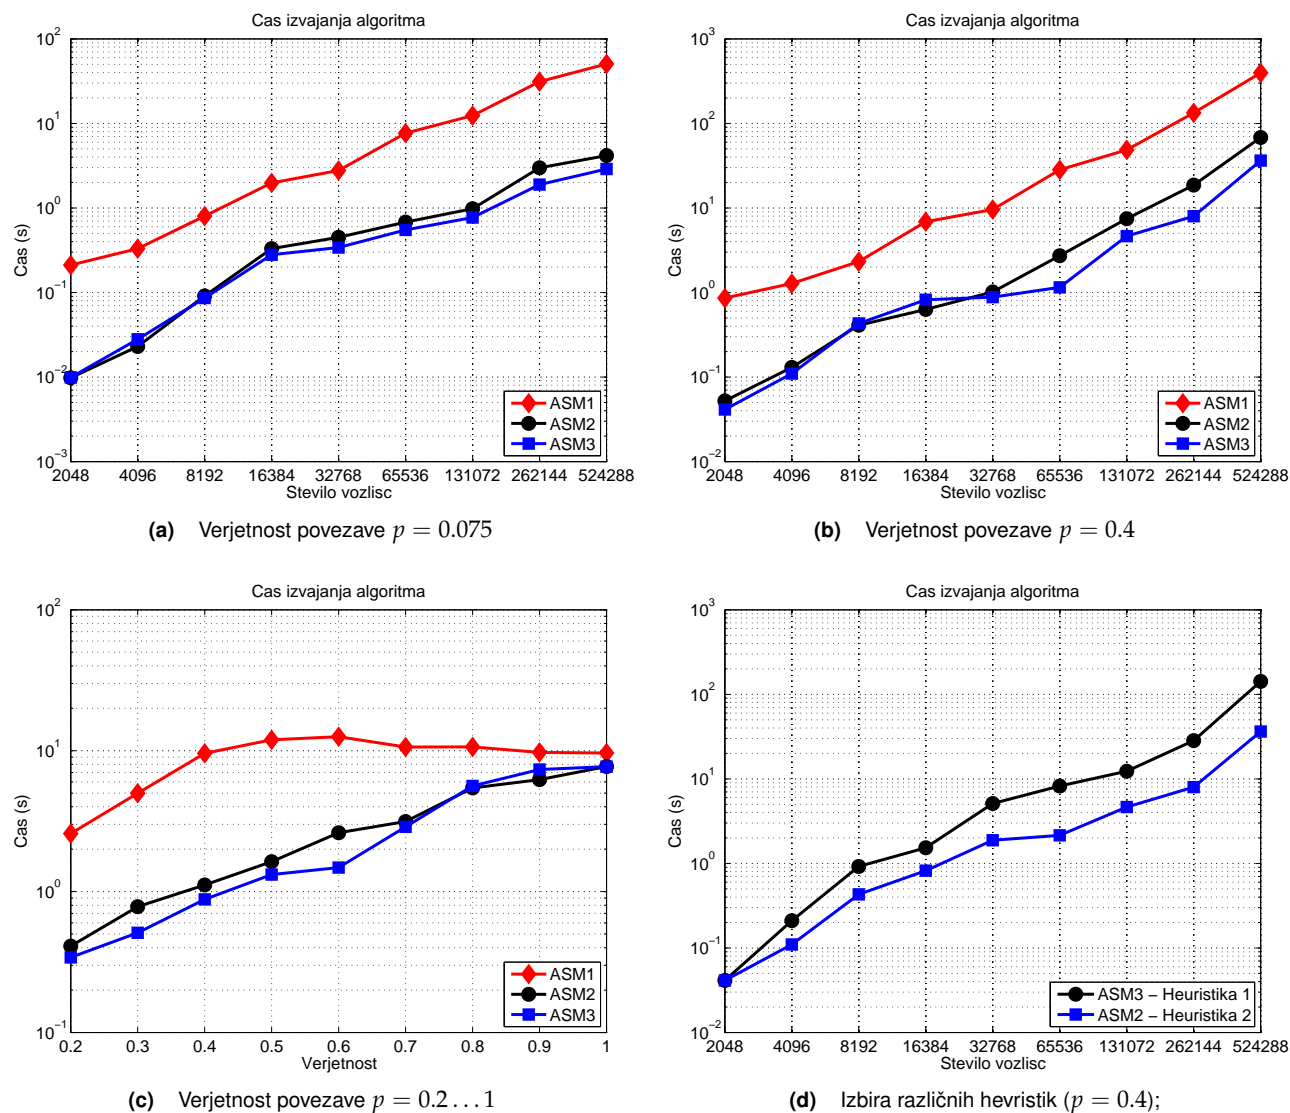 Cas izvajanja algoritma
10^2
10^1
10^0
10^-1
10^-2
10^-3
Cas (s)
ASM1
ASM2
ASM3
2048 4096 8192 16384 32768 65536 131072 262144 524288
Stevilo vozlisc
(a) Verjetnost povezave p = 0.075
Cas izvajanja algoritma
10^3
10^2
10^1
10^0
10^-1
10^-2
Cas (s)
ASM1
ASM2
ASM3
2048 4096 8192 16384 32768 65536 131072 262144 524288
Stevilo vozlisc
(b) Verjetnost povezave p = 0.4
Cas izvajanja algoritma
10^2
10^1
10^0
10^-1
Cas (s)
ASM1
ASM2
ASM3
0.2 0.3 0.4 0.5 0.6 0.7 0.8 0.9 1
Verjetnost
(c) Verjetnost povezave p = 0.2 . . . 1
Cas izvajanja algoritma
10^3
10^2
10^1
10^0
10^-1
10^-2
Cas (s)
ASM3 – Heuristika 1
ASM2 – Heuristika 2
2048 4096 8192 16384 32768 65536 131072 262144 524288
Stevilo vozlisc
(d) Izbira različnih hevristik (p = 0.4);